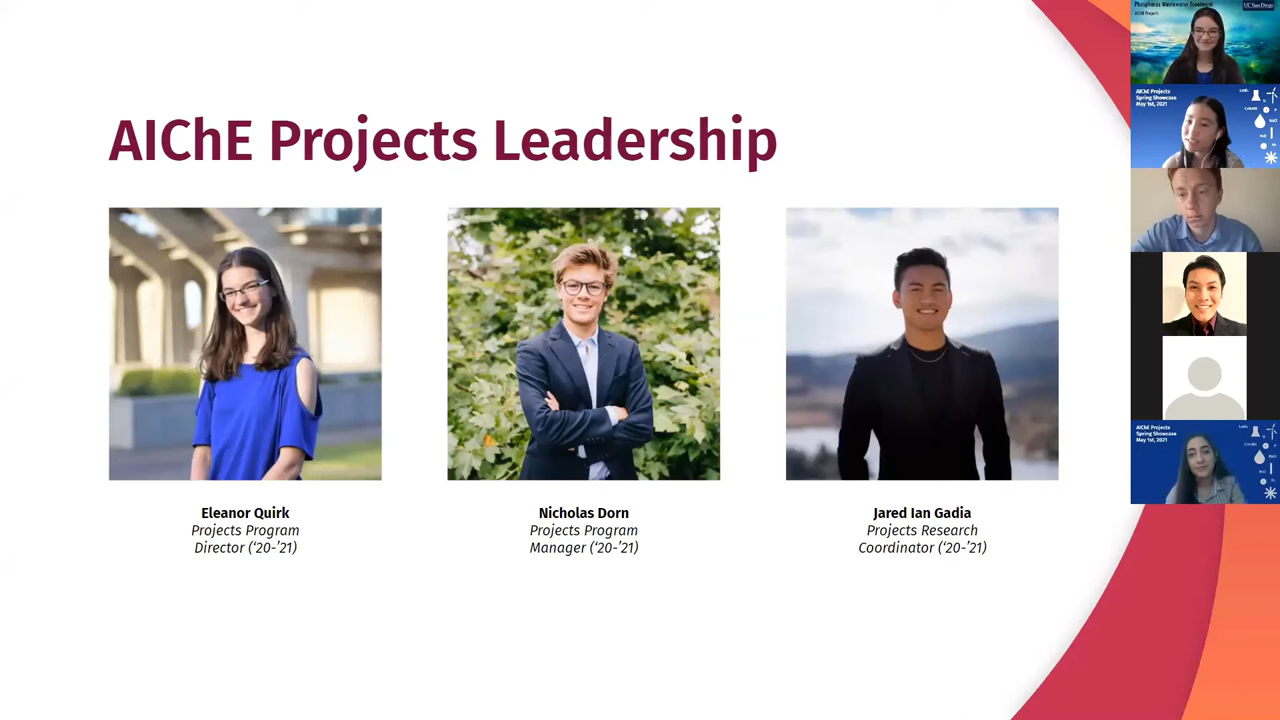 AIChE Projects Leadership
Eleanor Quirk
Projects Program
Director (‘20-’21)
Nicholas Dorn
Projects Program
Manager (‘20-’21)
Jared Ian Gadia
Projects Research
Coordinator (‘20-’21)
Phosphorus Wastewater Treatment
AIChE Projects
UC San Diego
AIChE Projects
Spring Showcase
May 1st, 2021
AIChE Projects
Spring Showcase
May 1st, 2021